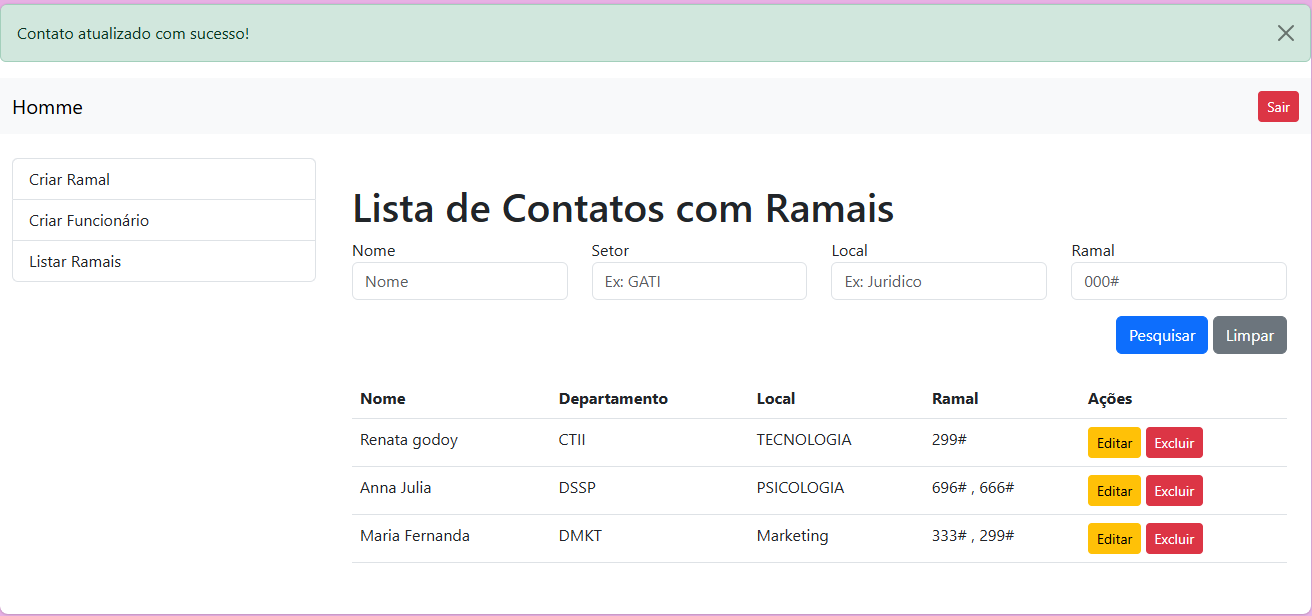 Contato atualizado com sucesso!
Homme
Sair
Criar Ramal
Criar Funcionário
Listar Ramais
Lista de Contatos com Ramais
Nome Setor Local Ramal
Nome Ex: GATI Ex: Juridico 000#
Pesquisar Limpar
Nome Departamento Local Ramal Ações
Renata godoy CTII TECNOLOGIA 299# Editar Excluir
Anna Julia DSSP PSICOLOGIA 696# , 666# Editar Excluir
Maria Fernanda DMKT Marketing 333# , 299# Editar Excluir